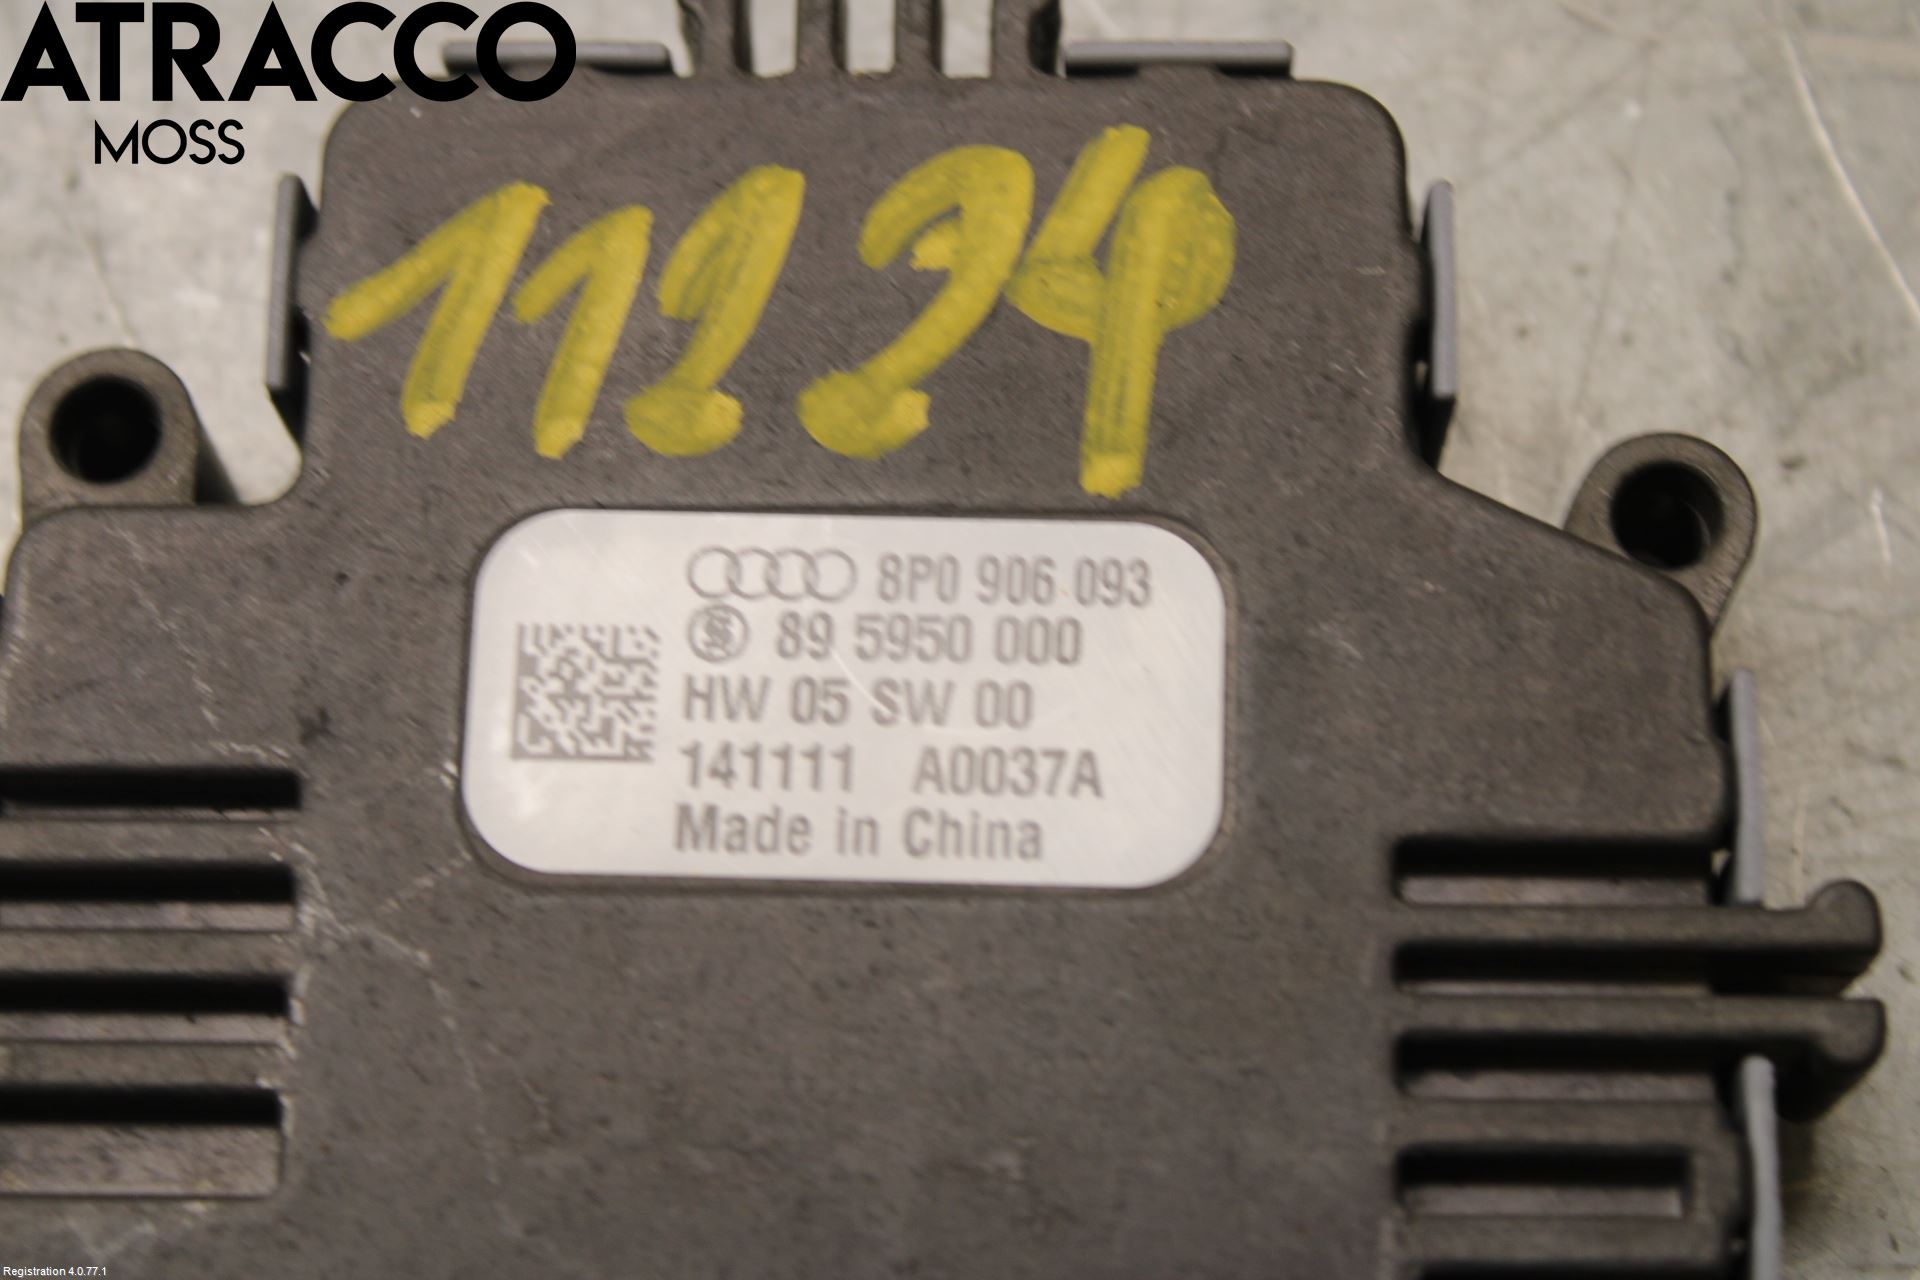 ATRACCO
MOSS
11294
8P0 906 093
89 5950 000
HW 05 SW 00
141111 A0037A
Made in China
Registration 4.0.77.1